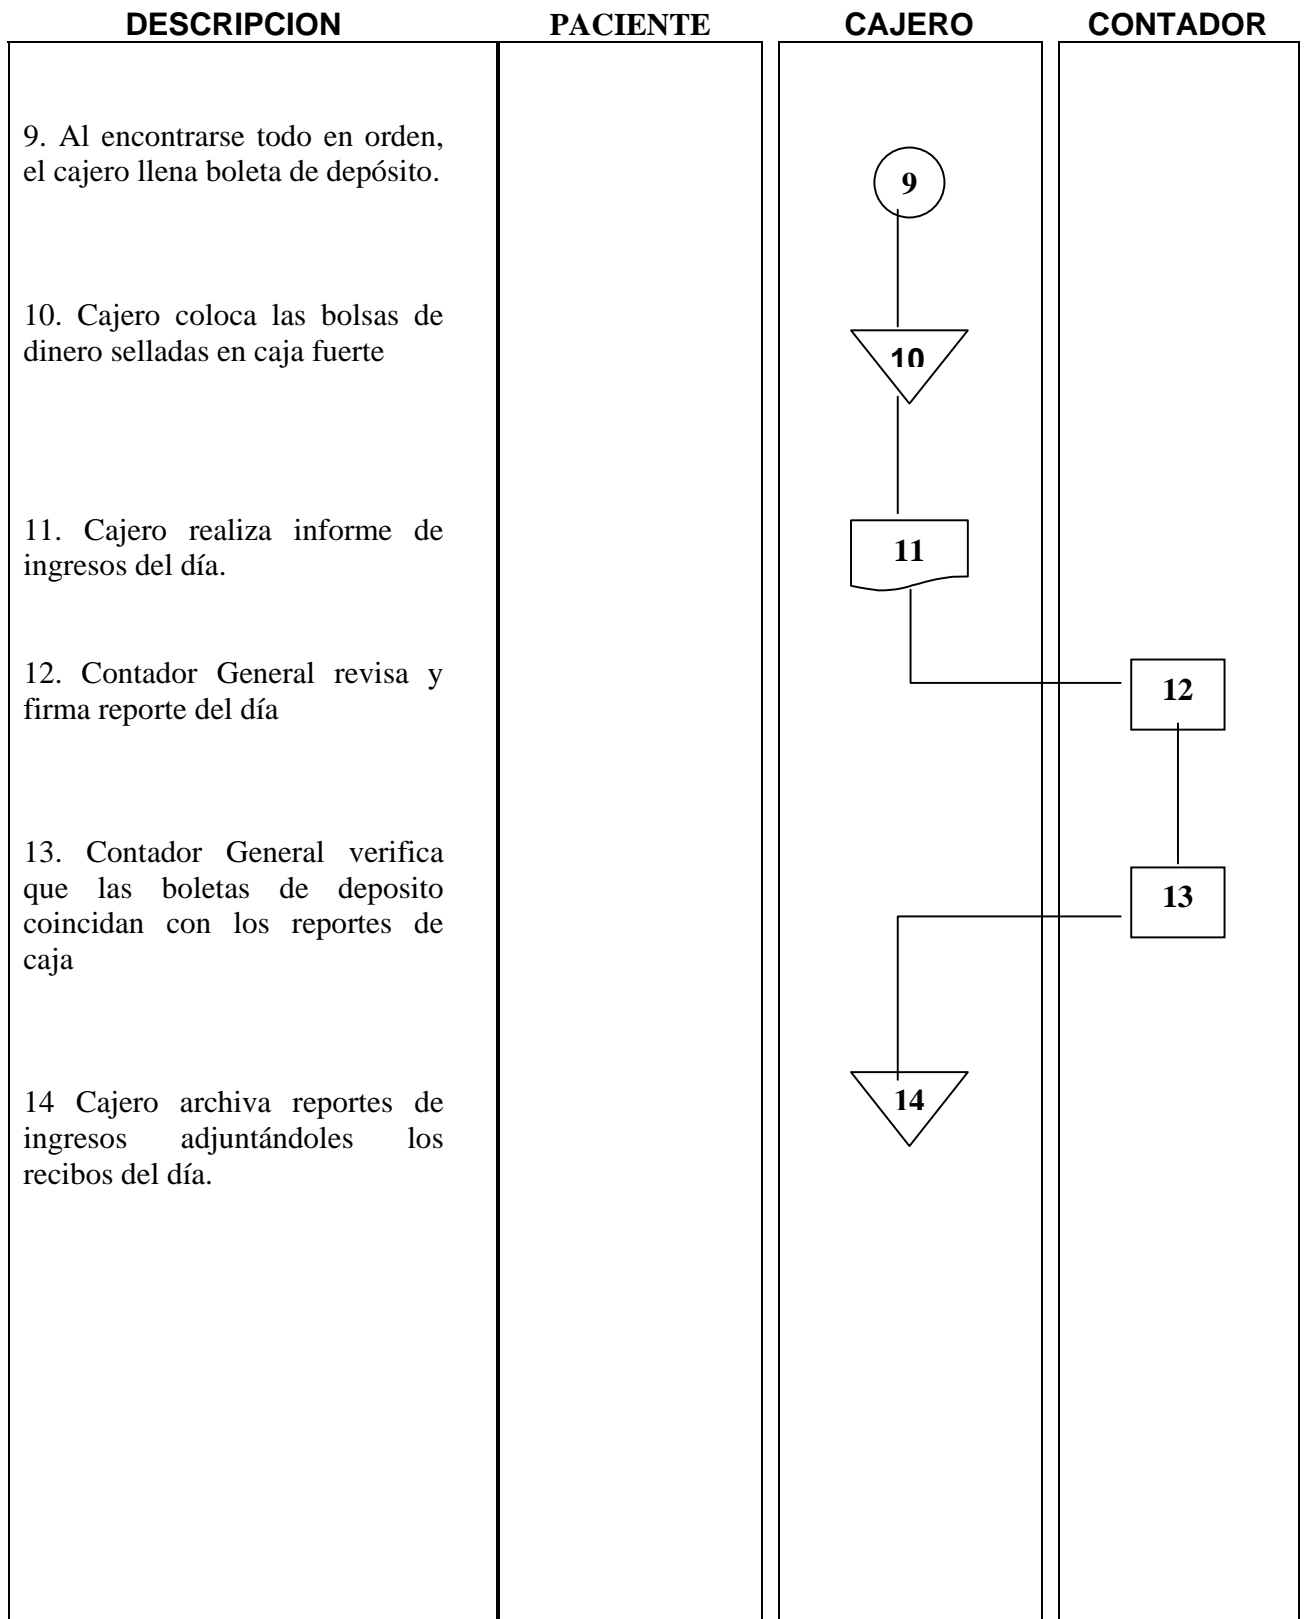 DESCRIPCION PACIENTE CAJERO CONTADOR
9. Al encontrarse todo en orden,
el cajero llena boleta de depósito.
9
10. Cajero coloca las bolsas de
dinero selladas en caja fuerte
10
11. Cajero realiza informe de
ingresos del día.
11
12. Contador General revisa y
firma reporte del día
12
13. Contador General verifica
que las boletas de deposito
coincidan con los reportes de
caja
13
14 Cajero archiva reportes de
ingresos adjuntándoles los
recibos del día.
14